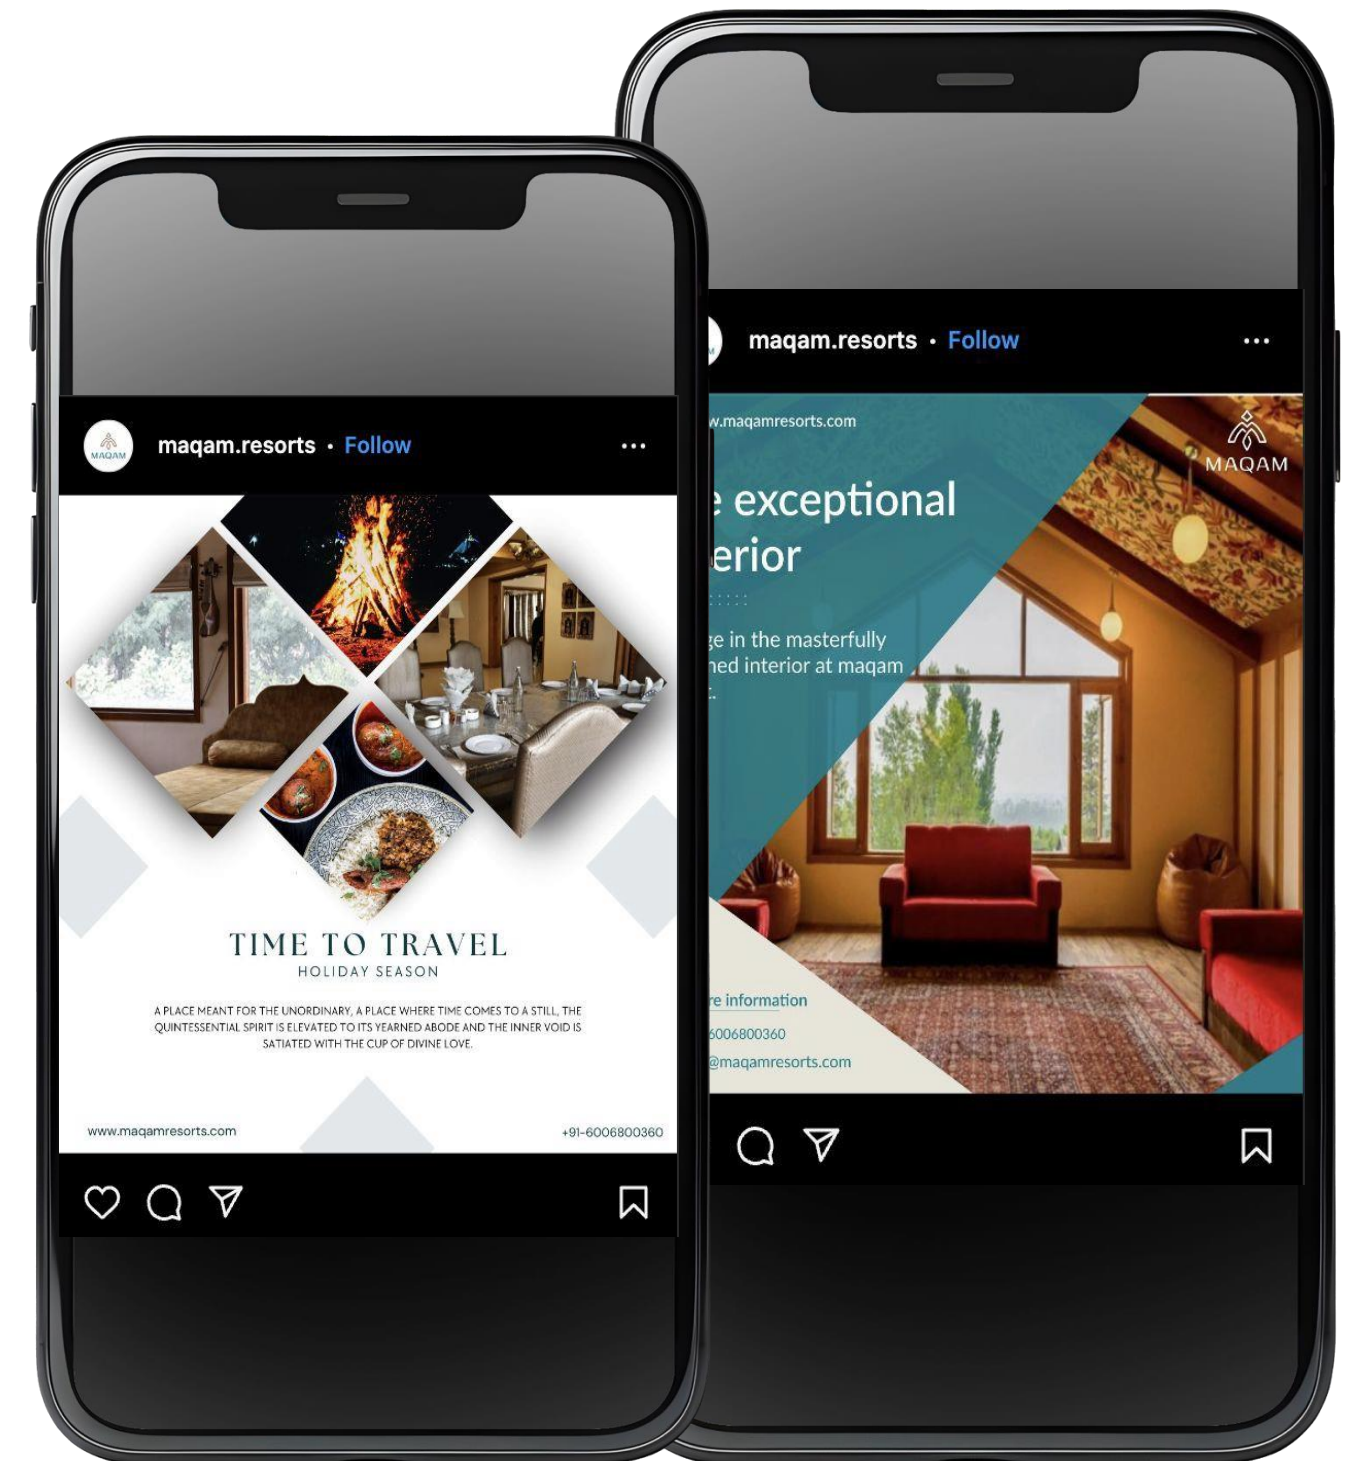 maqam.resorts • Follow
MAQAM
TIME TO TRAVEL
HOLIDAY SEASON
A PLACE MEANT FOR THE UNORDINARY, A PLACE WHERE TIME COMES TO A STILL, THE
QUINTESSENTIAL SPIRIT IS ELEVATED TO ITS YEARNED ABODE AND THE INNER VOID IS
SATIATED WITH THE CUP OF DIVINE LOVE.
www.maqamresorts.com
+91-6006800360
maqam.resorts • Follow
w.maqamresorts.com
MAQAM
e exceptional
erior
ge in the masterfully
ned interior at maqam
t.
re information
6006800360
@maqamresorts.com